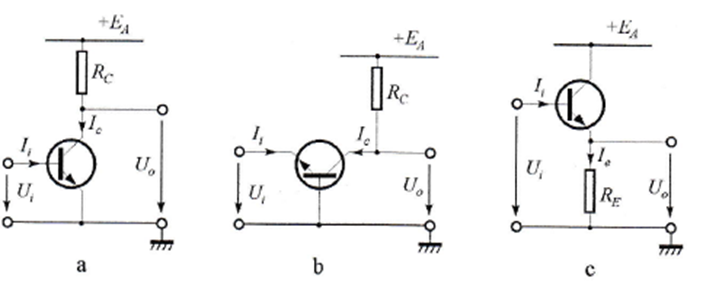 +E_A
R_C
I_c
I_i
U_i
U_o
a
+E_A
R_C
I_i
I_c
U_i
U_o
b
+E_A
I_i
U_i
I_e
R_E
U_o
c